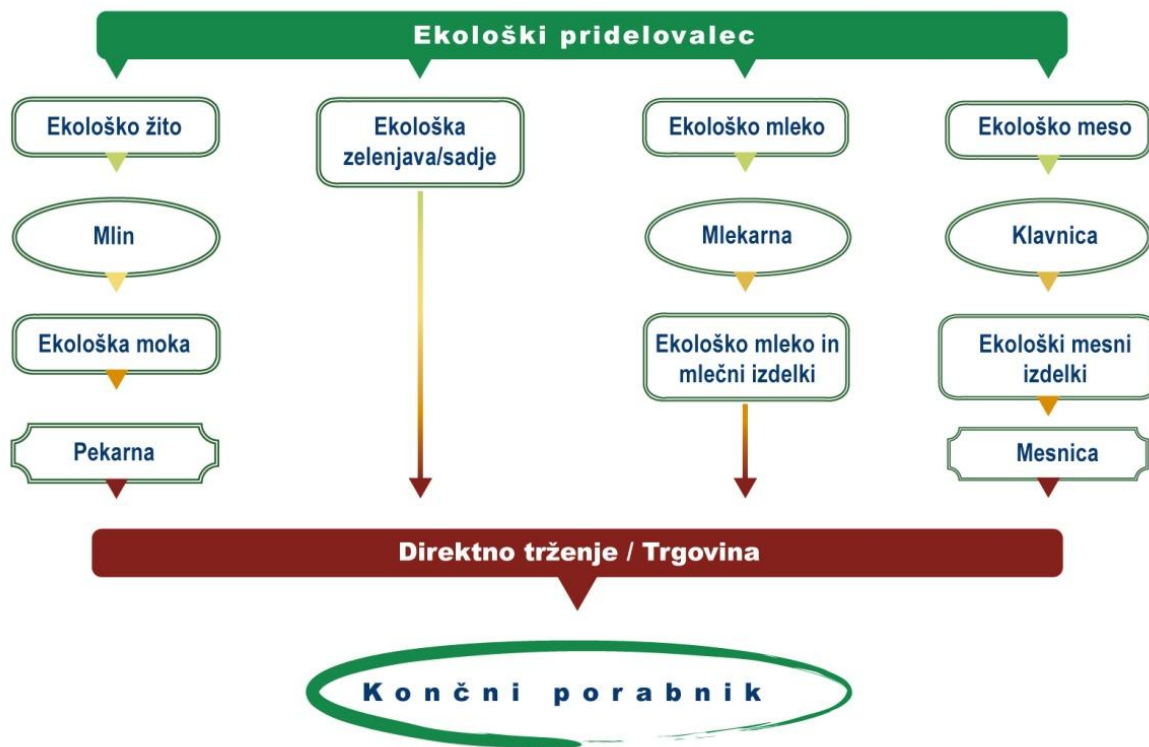 Ekološki pridelovalec
Ekološko žito
Ekološka
zelenjava/sadje
Ekološko mleko
Ekološko meso
Mlin
Mlekarna
Klavnica
Ekološka moka
Ekološko mleko in
mlečni izdelki
Ekološki mesni
izdelki
Pekarna
Mesnica
Direktno trženje / Trgovina
Končni porabnik